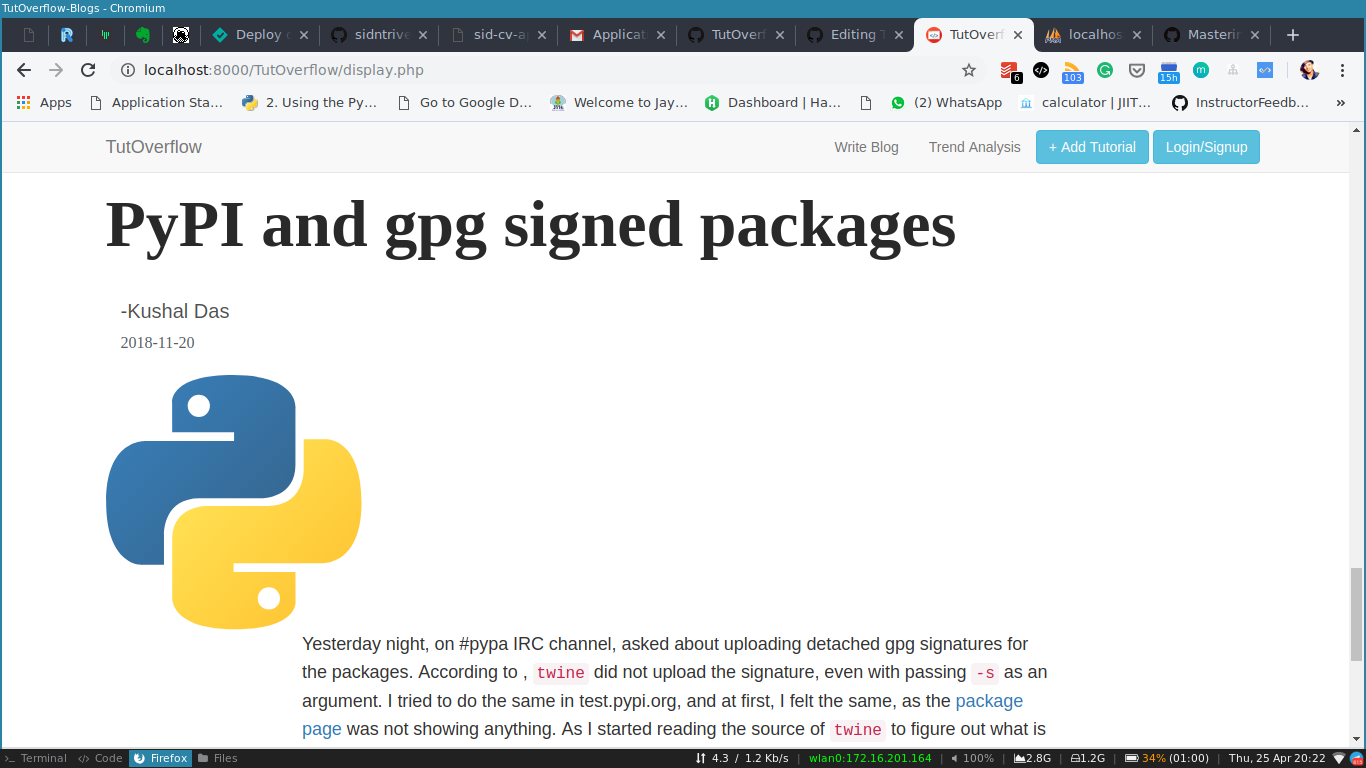 TutOverflow-Blogs - Chromium
Deploy
sidntrive
sid-cv-a
Applicat
TutOverf
Editing T
TutOverf
localhos
Masterin
localhost:8000/TutOverflow/display.php
6
103
15h
Apps
Application Sta...
2. Using the Py...
Go to Google D...
Welcome to Jay...
Dashboard | Ha...
(2) WhatsApp
calculator | JIIT...
InstructorFeedb...
»
TutOverflow
Write Blog
Trend Analysis
+ Add Tutorial
Login/Signup
PyPI and gpg signed packages
-Kushal Das
2018-11-20
Yesterday night, on #pypa IRC channel, asked about uploading detached gpg signatures for
the packages. According to , twine did not upload the signature, even with passing -s as an
argument. I tried to do the same in test.pypi.org, and at first, I felt the same, as the package
page was not showing anything. As I started reading the source of twine to figure out what is
Terminal
Code
Firefox
Files
4.3 / 1.2 Kb/s | wlan0:172.16.201.164 | 100% | 2.8G | 1.2G | 34% (01:00) | Thu, 25 Apr 20:22